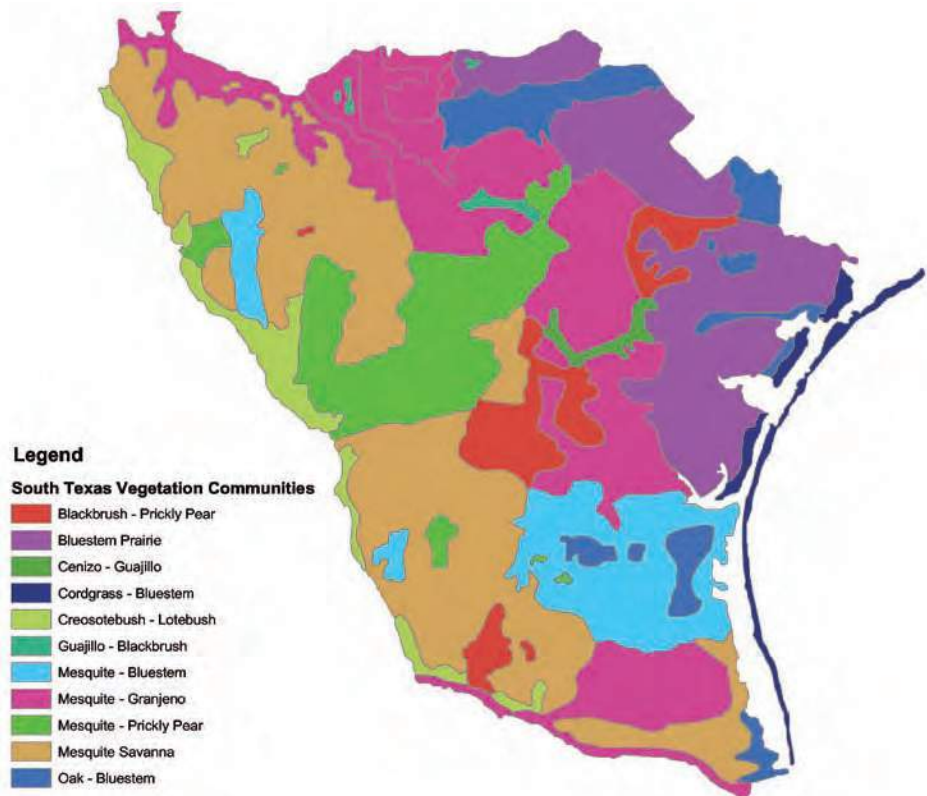 Legend
South Texas Vegetation Communities
Blackbrush - Prickly Pear
Bluestem Prairie
Cenizo - Guajillo
Cordgrass - Bluestem
Creosotebush - Lotebush
Guajillo - Blackbrush
Mesquite - Bluestem
Mesquite - Granjeno
Mesquite - Prickly Pear
Mesquite Savanna
Oak - Bluestem